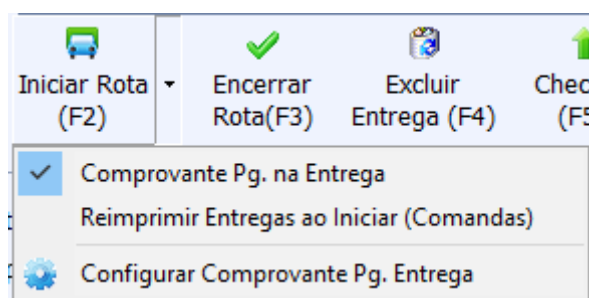 Iniciar Rota
(F2)
Encerrar
Rota(F3)
Excluir
Entrega (F4)
Comprovante Pg. na Entrega
Reimprimir Entregas ao Iniciar (Comandas)
Configurar Comprovante Pg. Entrega